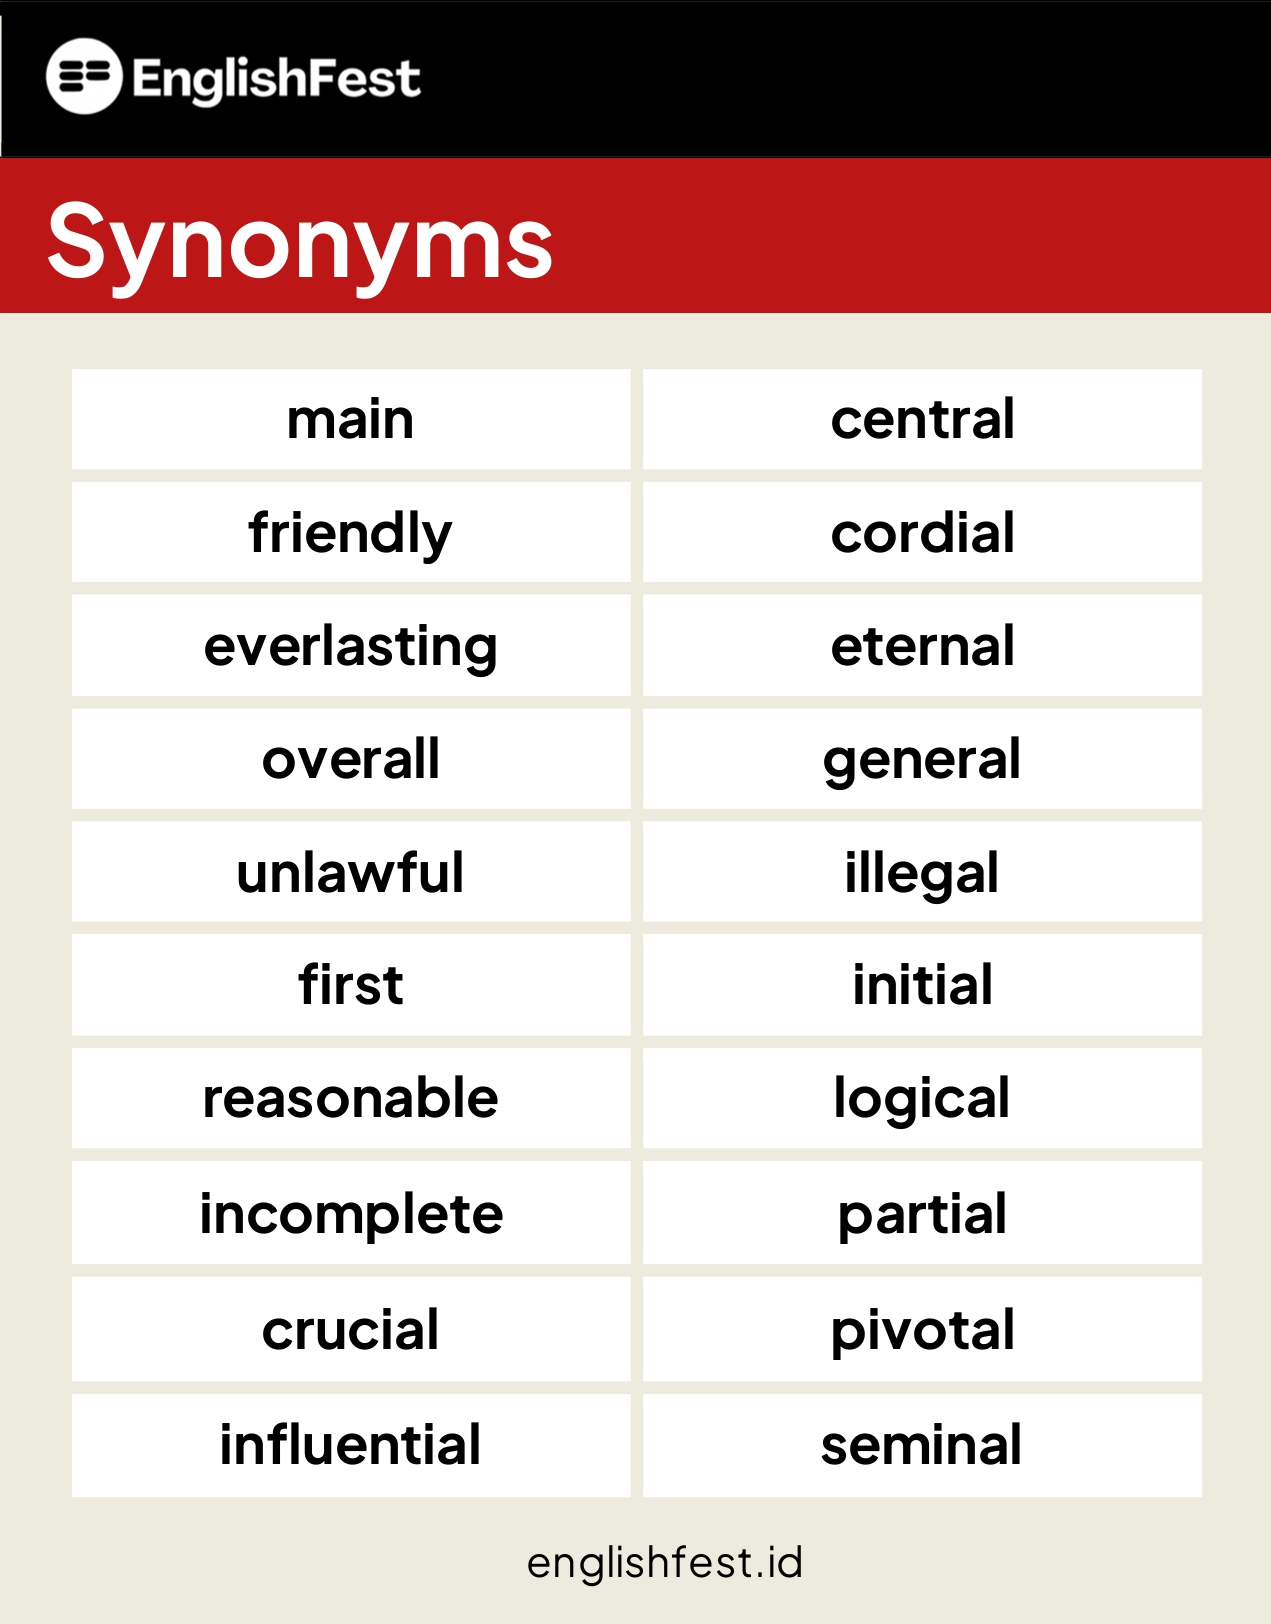 EnglishFest
Synonyms
main central
friendly cordial
everlasting eternal
overall general
unlawful illegal
first initial
reasonable logical
incomplete partial
crucial pivotal
influential seminal
englishfest.id